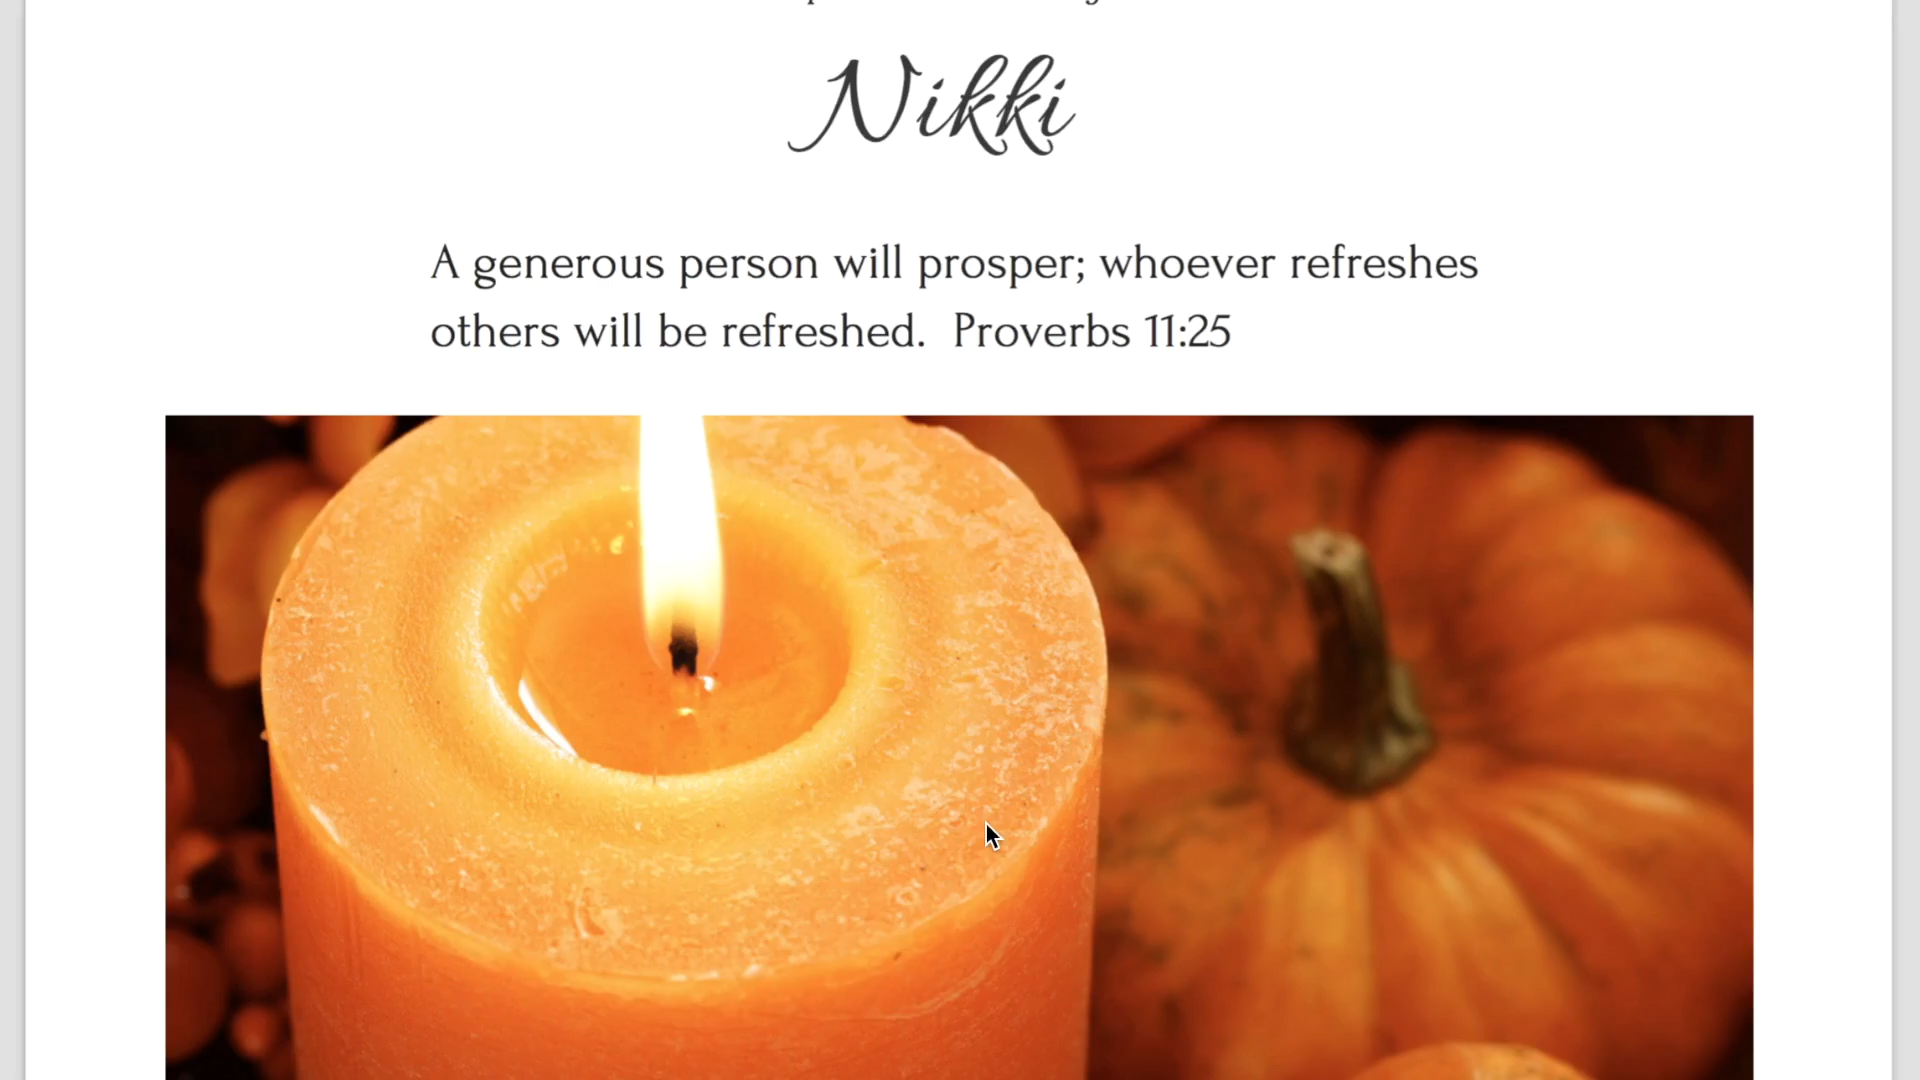 Nikki
A generous person will prosper; whoever refreshes
others will be refreshed.  Proverbs 11:25